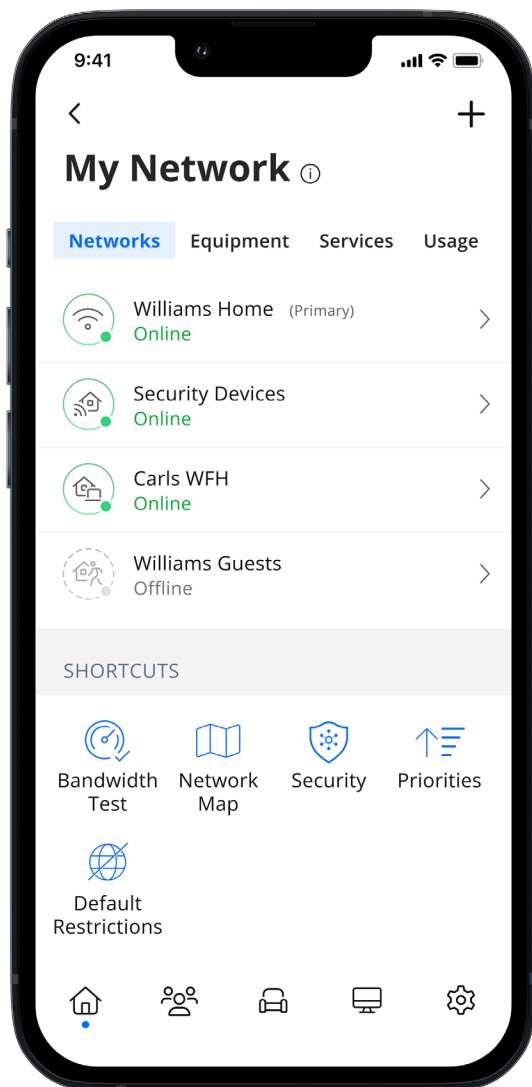 9:41
My Network
Networks Equipment Services Usage
Williams Home (Primary)
Online
Security Devices
Online
Carls WFH
Online
Williams Guests
Offline
SHORTCUTS
Bandwidth Network Security Priorities
Test Map
Default
Restrictions